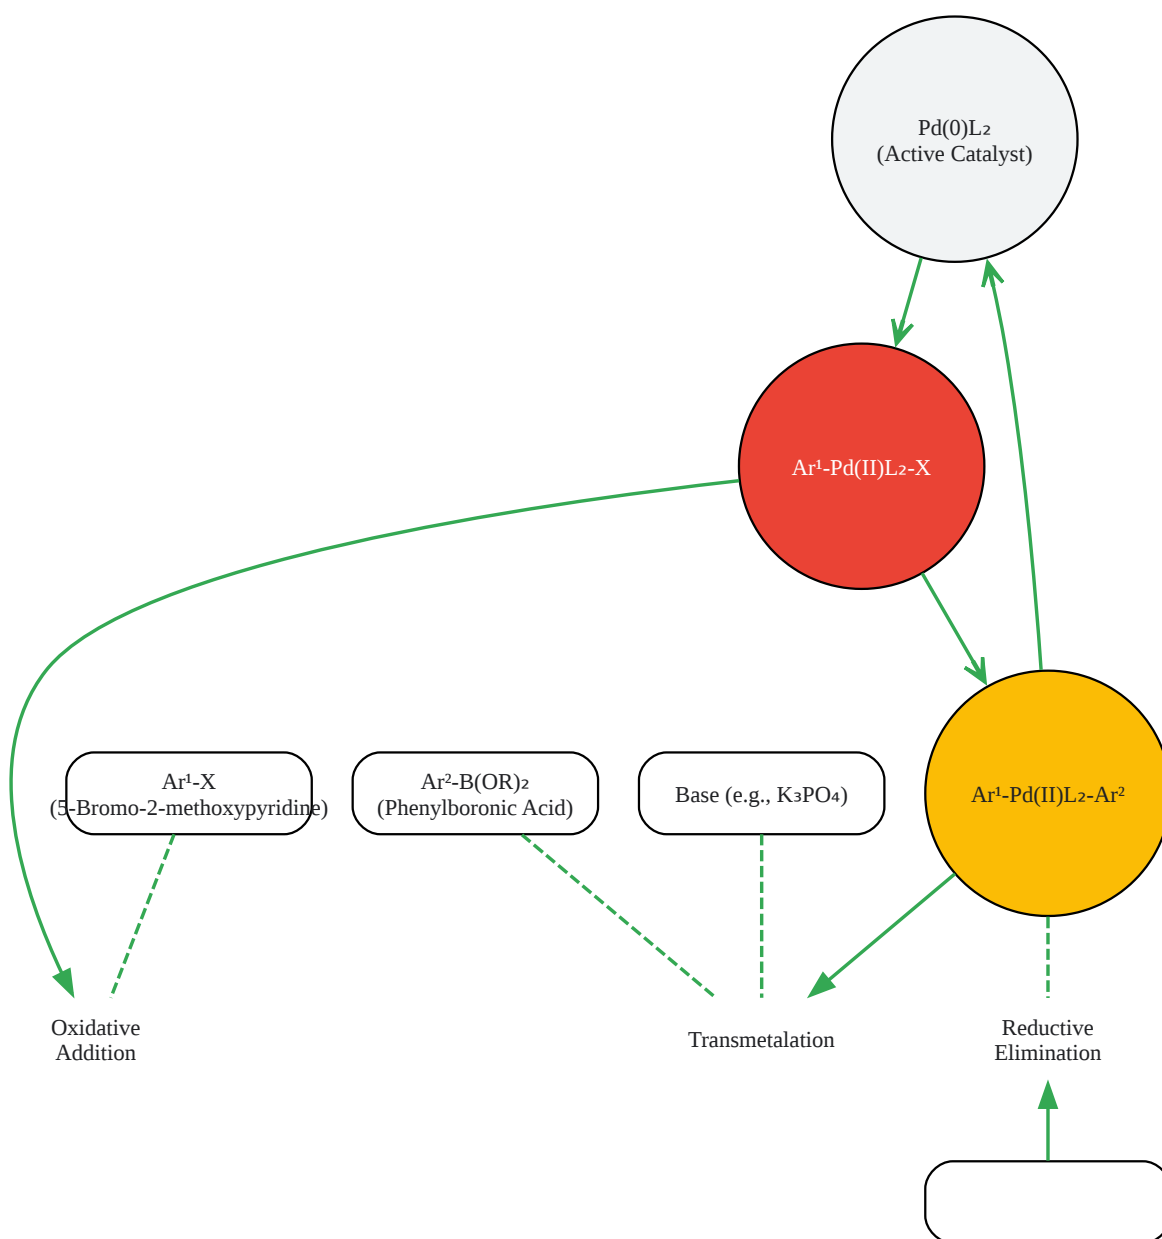 Pd(0)L₂
(Active Catalyst)
Ar¹-Pd(II)L₂-X
Ar¹-X
(5-Bromo-2-methoxypyridine)
Ar²-B(OR)₂
(Phenylboronic Acid)
Base (e.g., K₃PO₄)
Ar¹-Pd(II)L₂-Ar²
Oxidative
Addition
Transmetalation
Reductive
Elimination